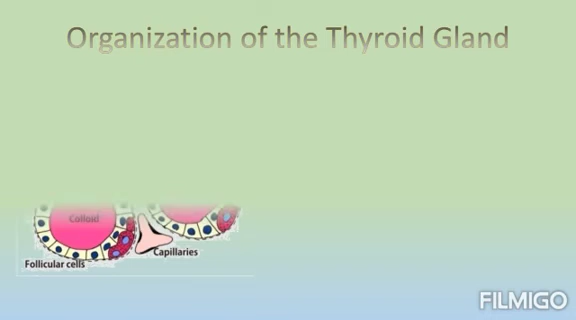 Organization of the Thyroid Gland
Colloid
Capillaries
Follicular cells
FILMIGO